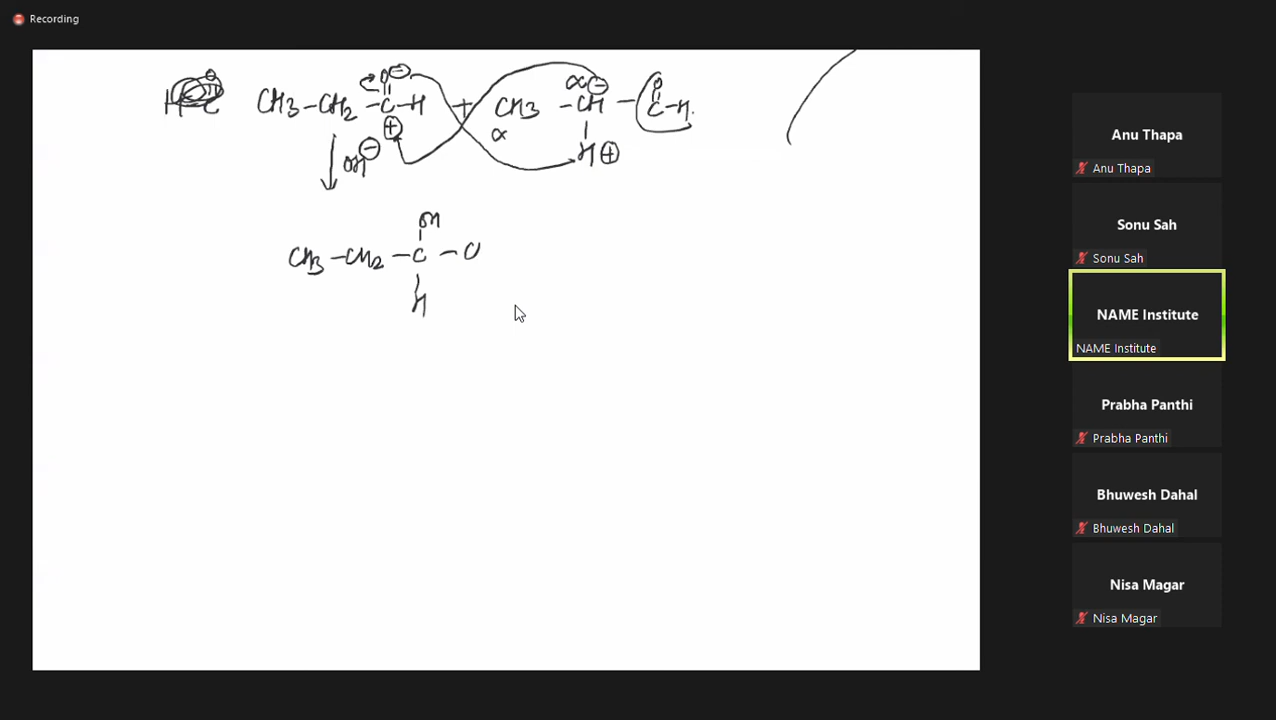 Recording
CH3-CH2-C-H + CH3-CH-C-H
O⊖ α⊖ O
⊕ α H⊕
OH⊖
OH
CH3-CH2-C-C
H
Anu Thapa
Anu Thapa
Sonu Sah
Sonu Sah
NAME Institute
NAME Institute
Prabha Panthi
Prabha Panthi
Bhuwesh Dahal
Bhuwesh Dahal
Nisa Magar
Nisa Magar